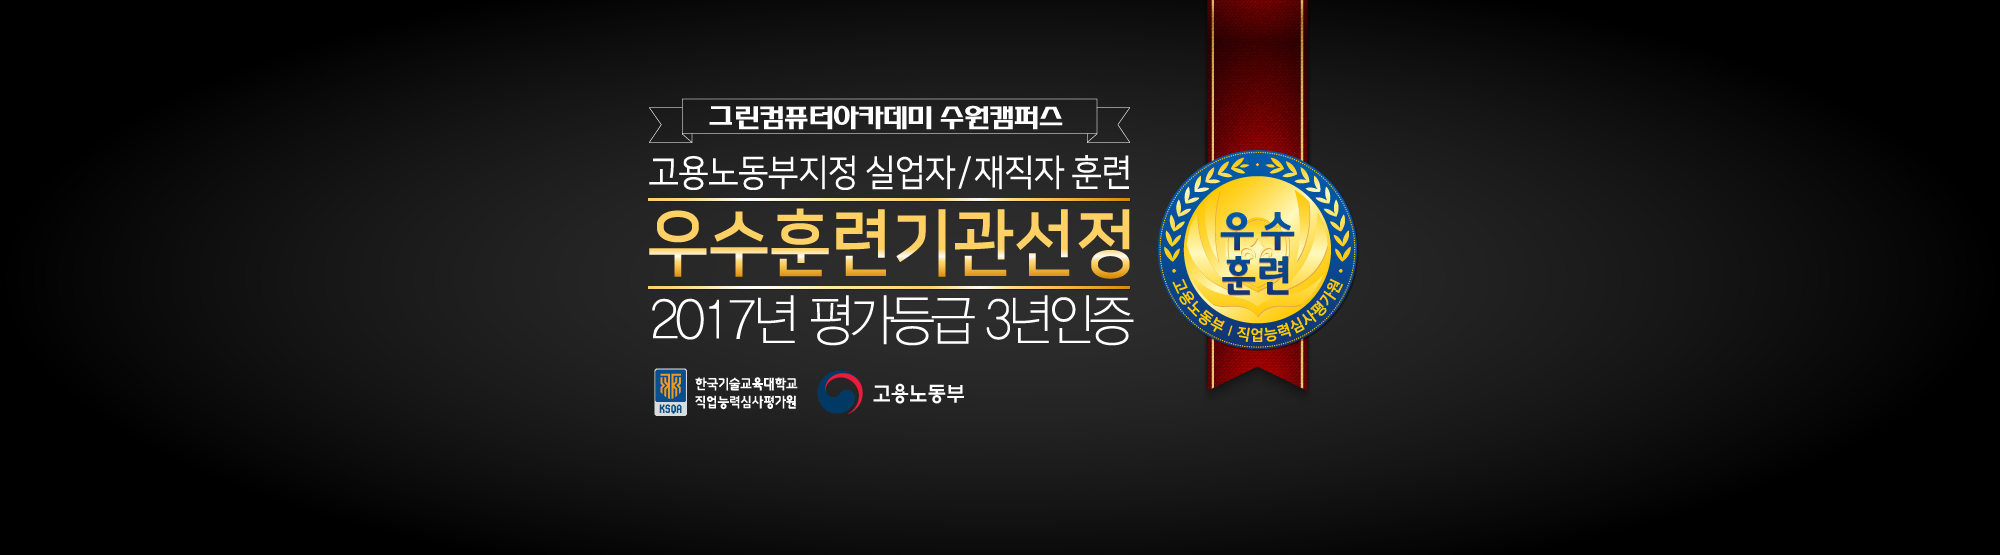 그린컴퓨터아카데미 수원캠퍼스
고용노동부지정 실업자/재직자 훈련
우수훈련기관선정
2017년 평가등급 3년인증
KSQA
한국기술교육대학교
직업능력심사평가원
고용노동부
우수
훈련
고용노동부 | 직업능력심사평가원